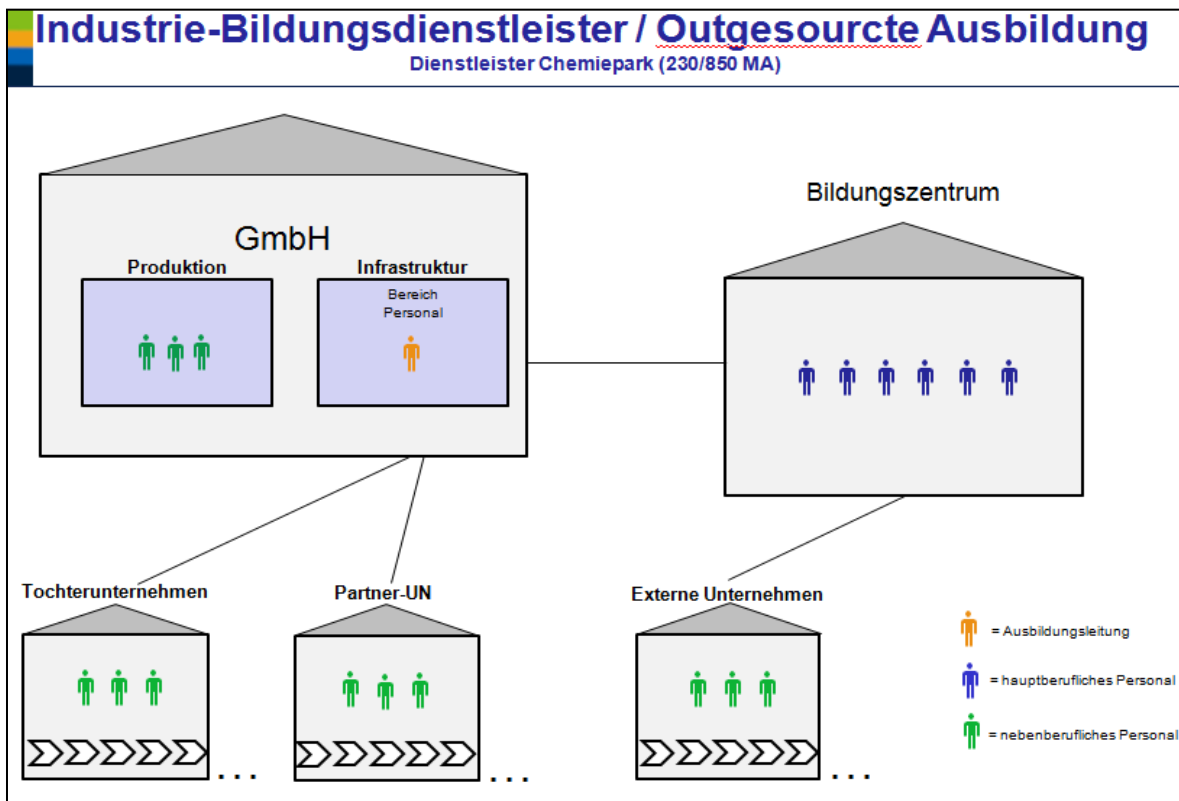 Industrie-Bildungsdienstleister / Outgesourcte Ausbildung
Dienstleister Chemiepark (230/850 MA)
Bildungszentrum
GmbH
Produktion
Infrastruktur
Bereich
Personal
Tochterunternehmen
Partner-UN
Externe Unternehmen
= Ausbildungsleitung
= hauptberufliches Personal
= nebenberufliches Personal
...
...
...